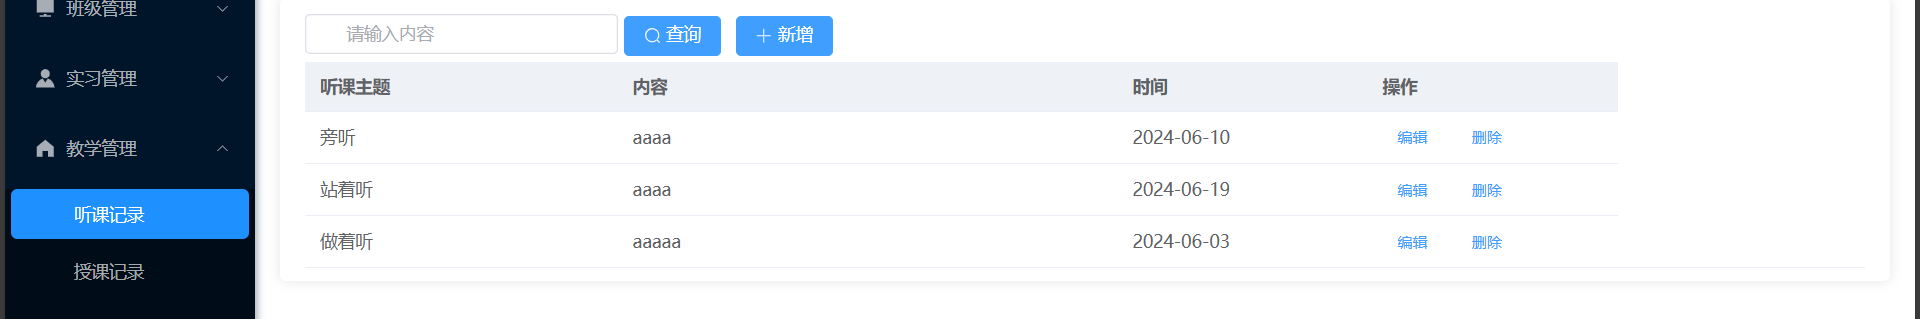 班级管理
实习管理
教学管理
听课记录
授课记录
请输入内容 查询 新增
听课主题 内容 时间 操作
旁听 aaaa 2024-06-10 编辑 删除
站着听 aaaa 2024-06-19 编辑 删除
做着听 aaaaa 2024-06-03 编辑 删除